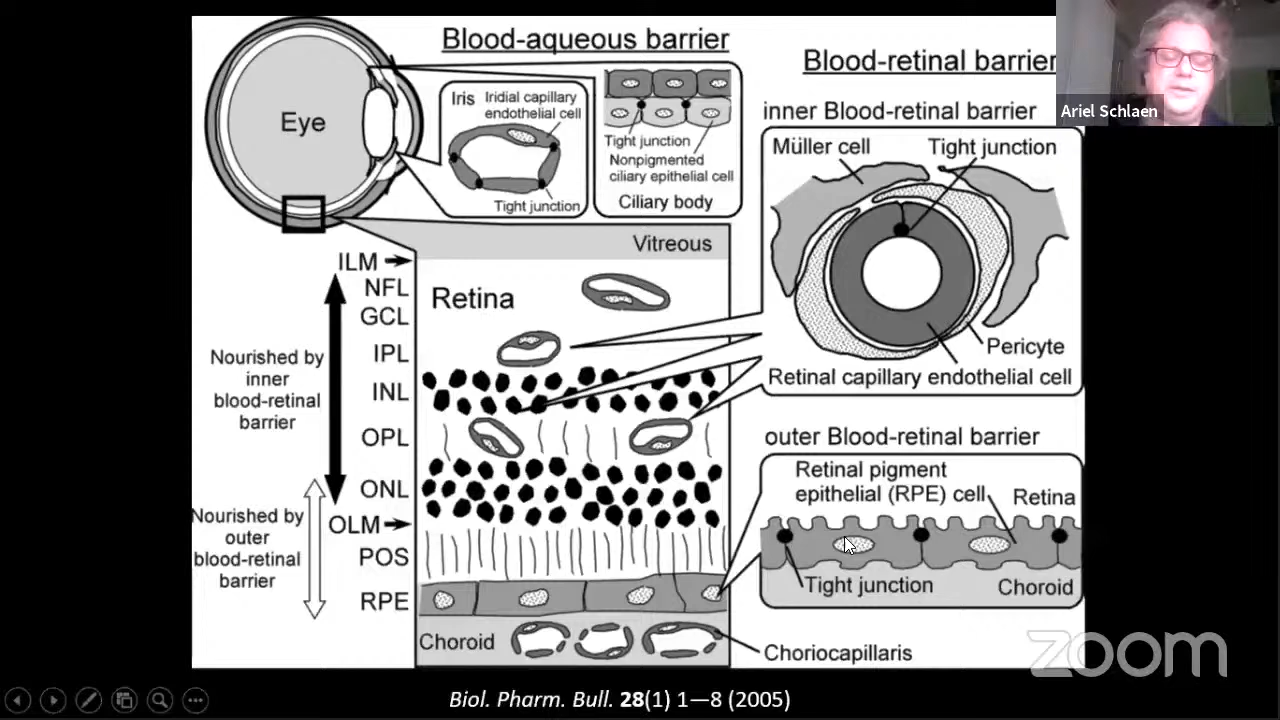 Blood-aqueous barrier
Blood-retinal barrier
Ariel Schlaen
Eye
Iris
Iridial capillary
endothelial cell
Tight junction
Tight junction
Nonpigmented
ciliary epithelial cell
Ciliary body
inner Blood-retinal barrier
Müller cell
Tight junction
Pericyte
Retinal capillary endothelial cell
Vitreous
Retina
ILM
NFL
GCL
IPL
INL
OPL
ONL
OLM
POS
RPE
Nourished by
inner
blood-retinal
barrier
Nourished by
outer
blood-retinal
barrier
outer Blood-retinal barrier
Retinal pigment
epithelial (RPE) cell
Retina
Tight junction
Choroid
Choroid
Choriocapillaris
zoom
Biol. Pharm. Bull. 28(1) 1—8 (2005)